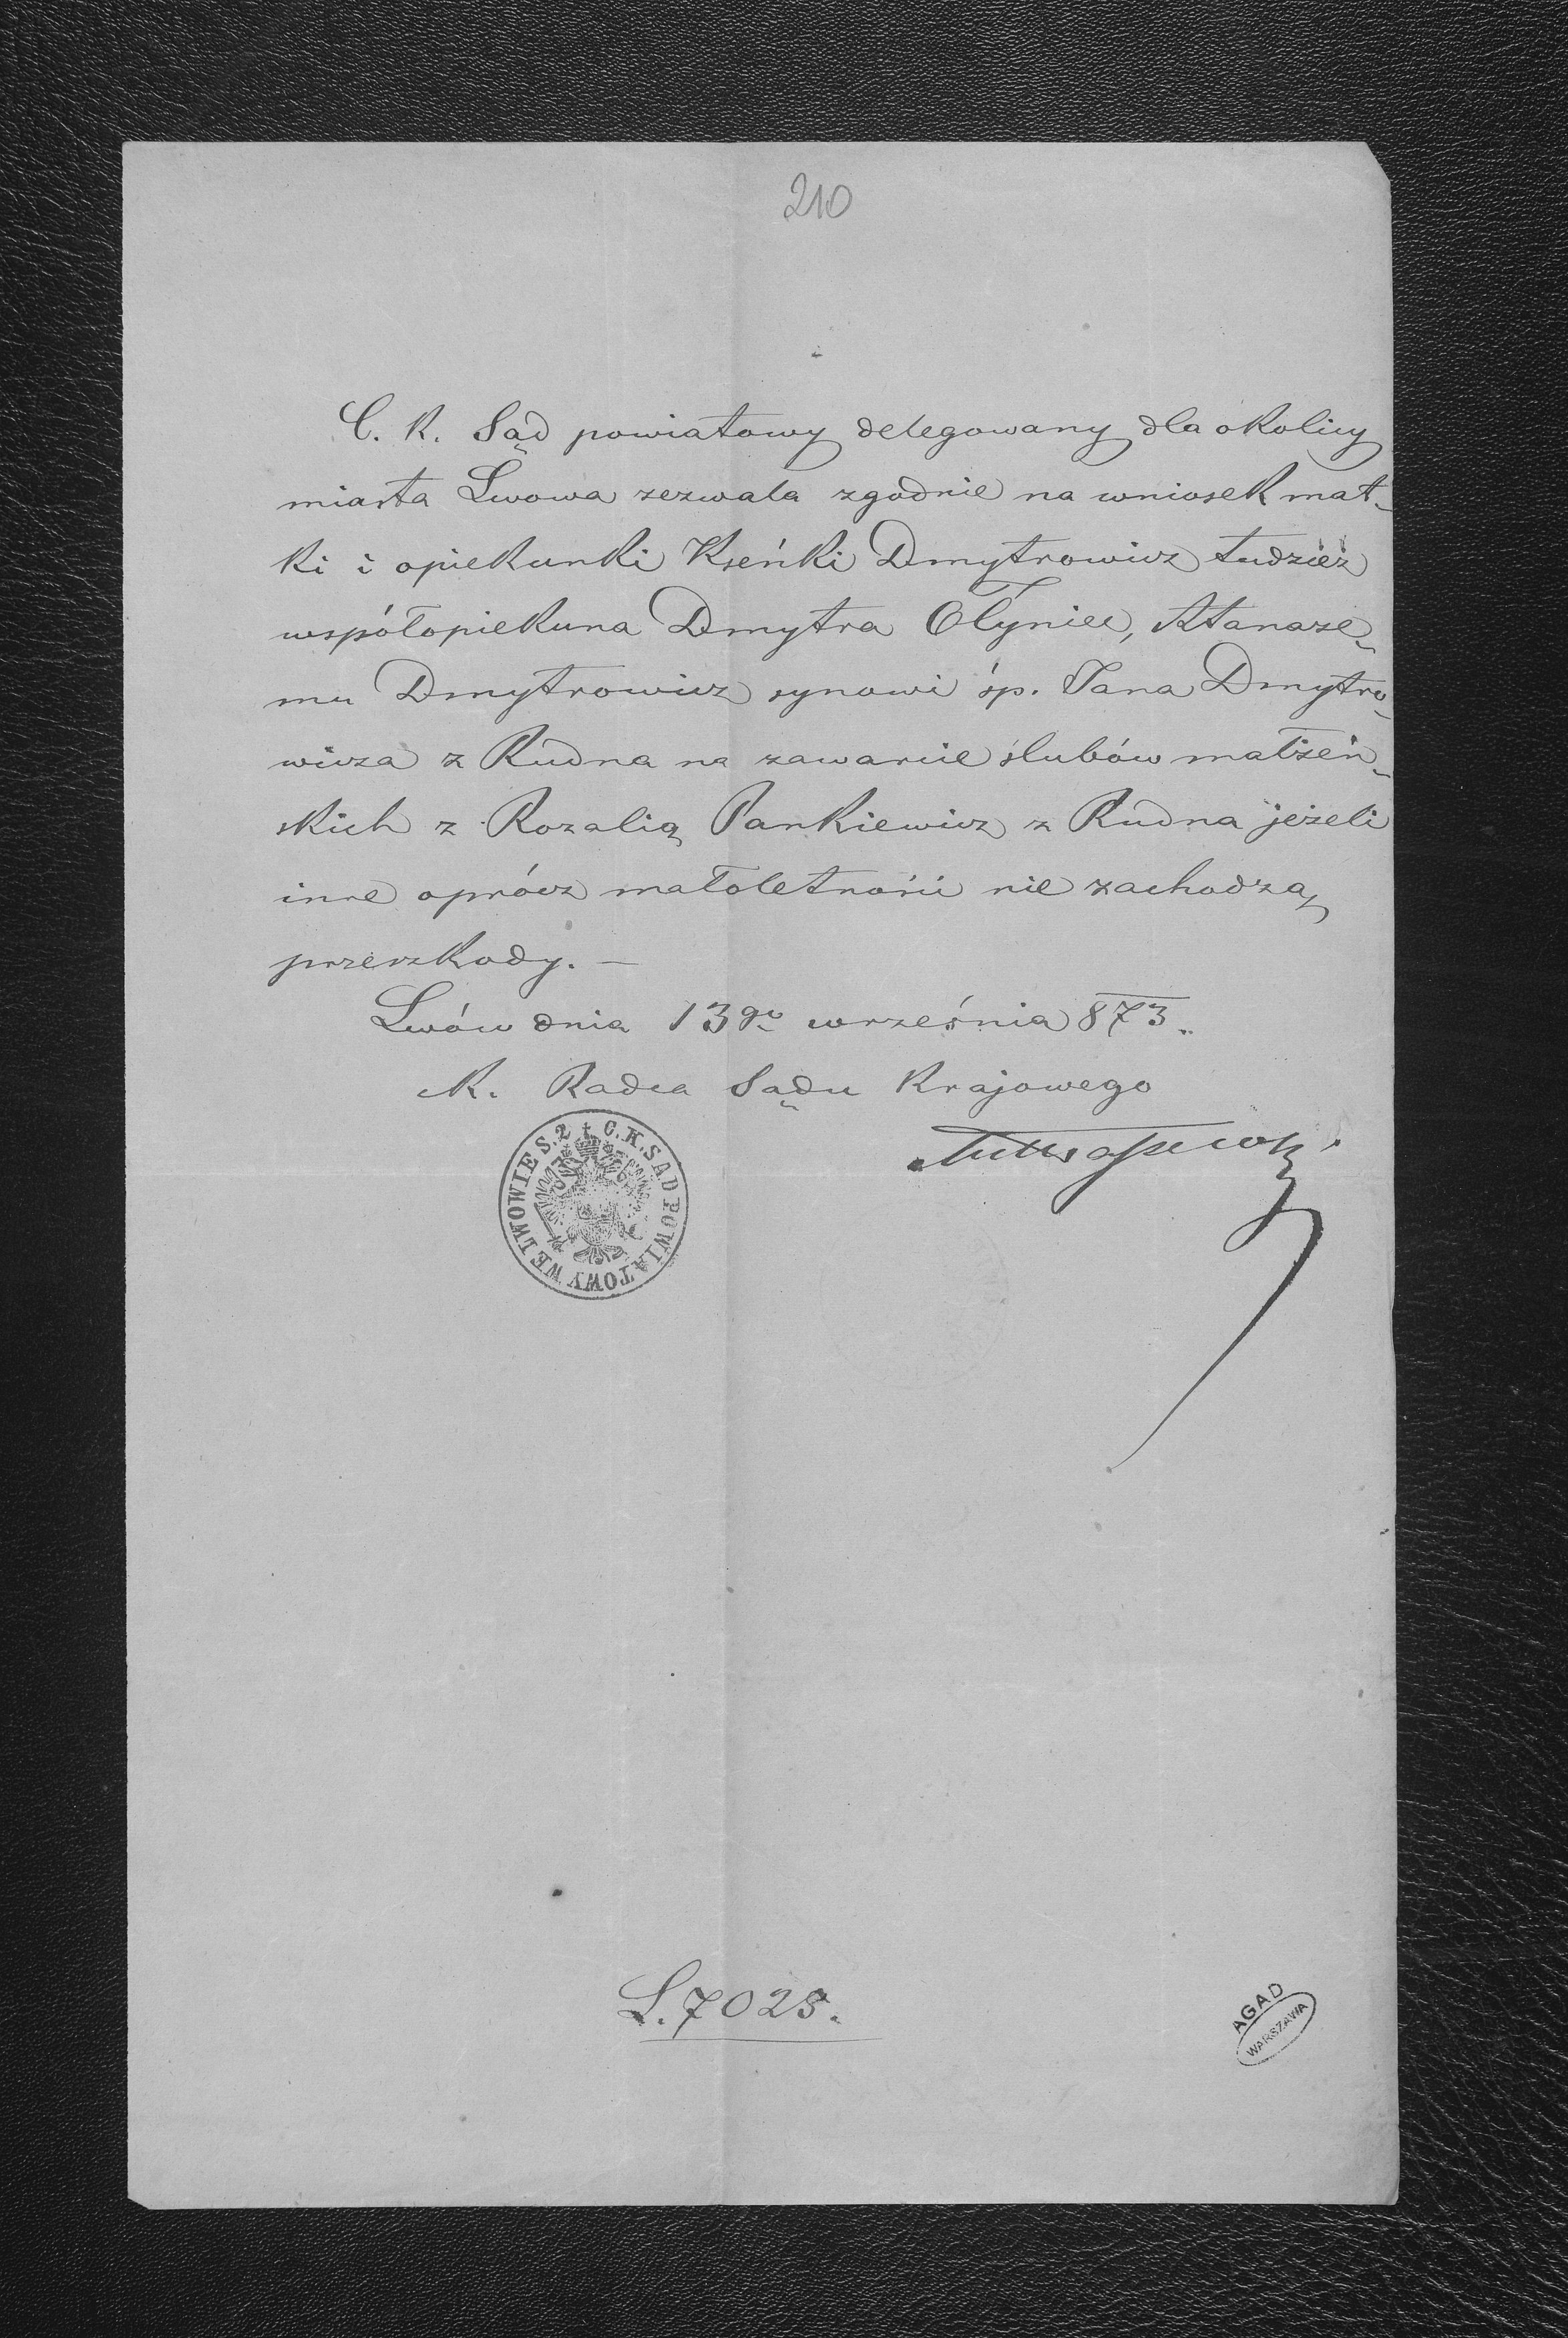 210
C. K. Sąd powiatowy delegowany dla okolicy
miasta Lwowa zezwala zgodnie na wniosek mat-
ki i opiekunki Kseńki Dmytrowicz tudzież
współopiekuna Dmytra Ołyniec, Atanaze-
mu Dmytrowicz synowi śp. Jana Dmytro-
wicza z Rudna na zawarcie ślubów małżeń-
skich z Rozalią Pankiewicz z Rudna jeżeli
inne oprócz małoletności nie zachodzą
przeszkody. —
Lwów dnia 13go września 873.
K. Radca Sądu Krajowego
C. K. SĄD POWIATOWY WE LWOWIE S. 2
L. 7025.
AGAD
WARSZAWA